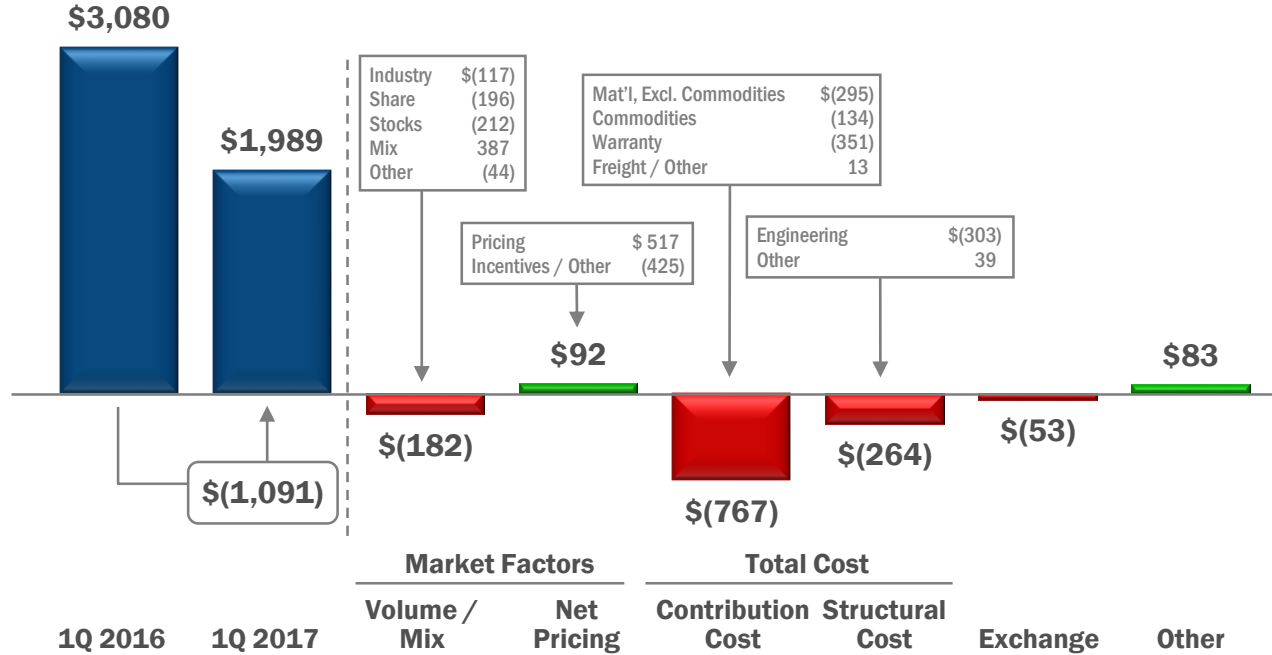 $3,080
$1,989
Industry $(117)
Share (196)
Stocks (212)
Mix 387
Other (44)
Mat'l, Excl. Commodities $(295)
Commodities (134)
Warranty (351)
Freight / Other 13
Pricing $ 517
Incentives / Other (425)
Engineering $(303)
Other 39
$92
$83
$(182)
$(53)
$(264)
$(1,091)
$(767)
Market Factors
Total Cost
Volume /
Mix
Net
Pricing
Contribution
Cost
Structural
Cost
1Q 2016
1Q 2017
Exchange
Other